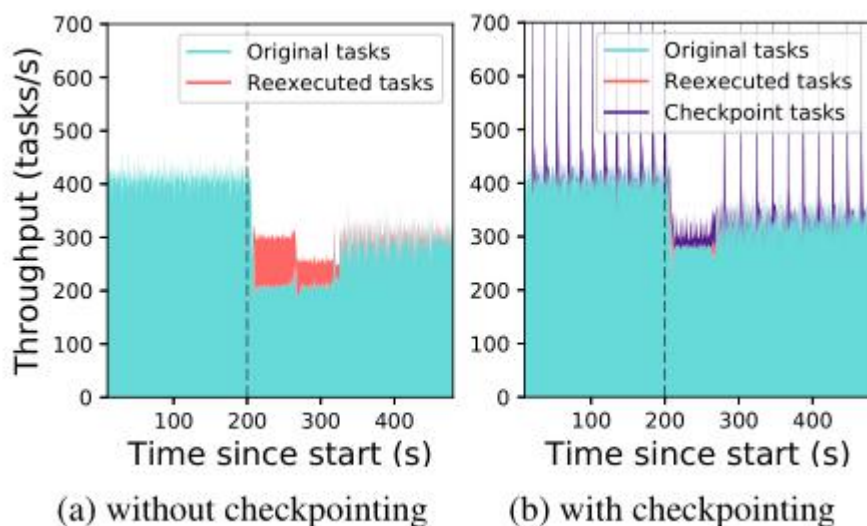 Throughput (tasks/s)
700
600
500
400
300
200
100
0
Original tasks
Reexecuted tasks
100 200 300 400
Time since start (s)
(a) without checkpointing
700
600
500
400
300
200
100
0
Original tasks
Reexecuted tasks
Checkpoint tasks
100 200 300 400
Time since start (s)
(b) with checkpointing